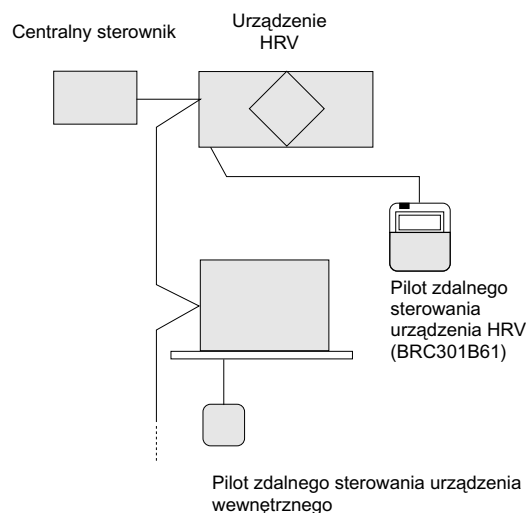 Centralny sterownik
Urządzenie
HRV
Pilot zdalnego
sterowania
urządzenia HRV
(BRC301B61)
Pilot zdalnego sterowania urządzenia
wewnętrznego